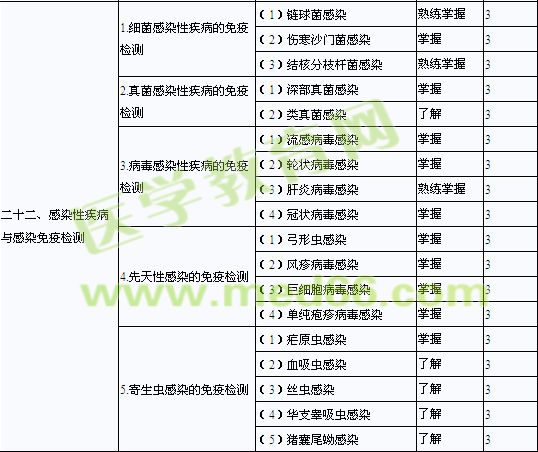 二十二、感染性疾病
与感染免疫检测
1.细菌感染性疾病的免疫
检测
（1）链球菌感染 熟练掌握 3
（2）伤寒沙门菌感染 掌握 3
（3）结核分枝杆菌感染 熟练掌握 3
2.真菌感染性疾病的免疫
检测
（1）深部真菌感染 掌握 3
（2）类真菌感染 了解 3
3.病毒感染性疾病的免疫
检测
（1）流感病毒感染 掌握 3
（2）轮状病毒感染 掌握 3
（3）肝炎病毒感染 熟练掌握 3
（4）冠状病毒感染 掌握 3
4.先天性感染的免疫检测
（1）弓形虫感染 掌握 3
（2）风疹病毒感染 掌握 3
（3）巨细胞病毒感染 掌握 3
（4）单纯疱疹病毒感染 掌握 3
5.寄生虫感染的免疫检测
（1）疟原虫感染 掌握 3
（2）血吸虫感染 了解 3
（3）丝虫感染 了解 3
（4）华支睾吸虫感染 了解 3
（5）猪囊尾蚴感染 了解 3
医学教育网
www.med66.com